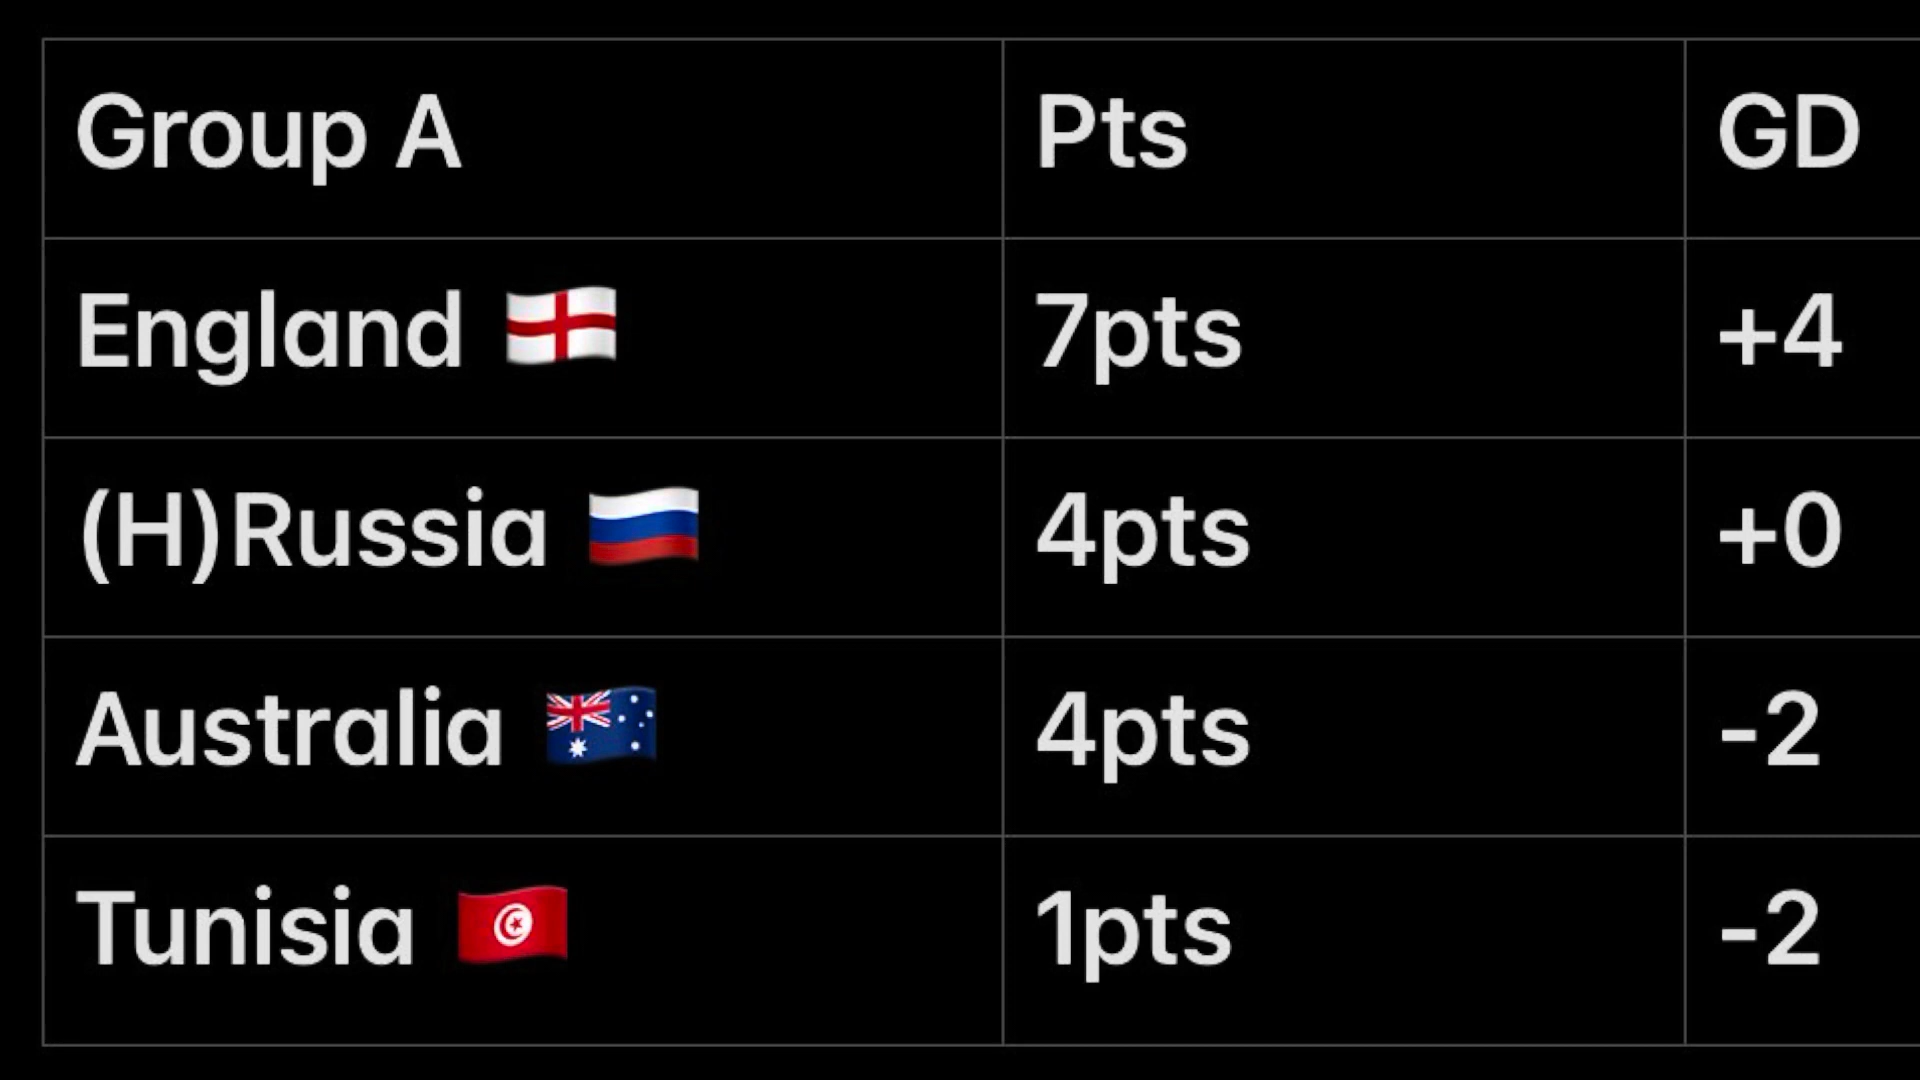 Group A Pts GD
England 🏴󠁧󠁢󠁥󠁮󠁧󠁿 7pts +4
(H)Russia 🇷🇺 4pts +0
Australia 🇦🇺 4pts -2
Tunisia 🇹🇳 1pts -2